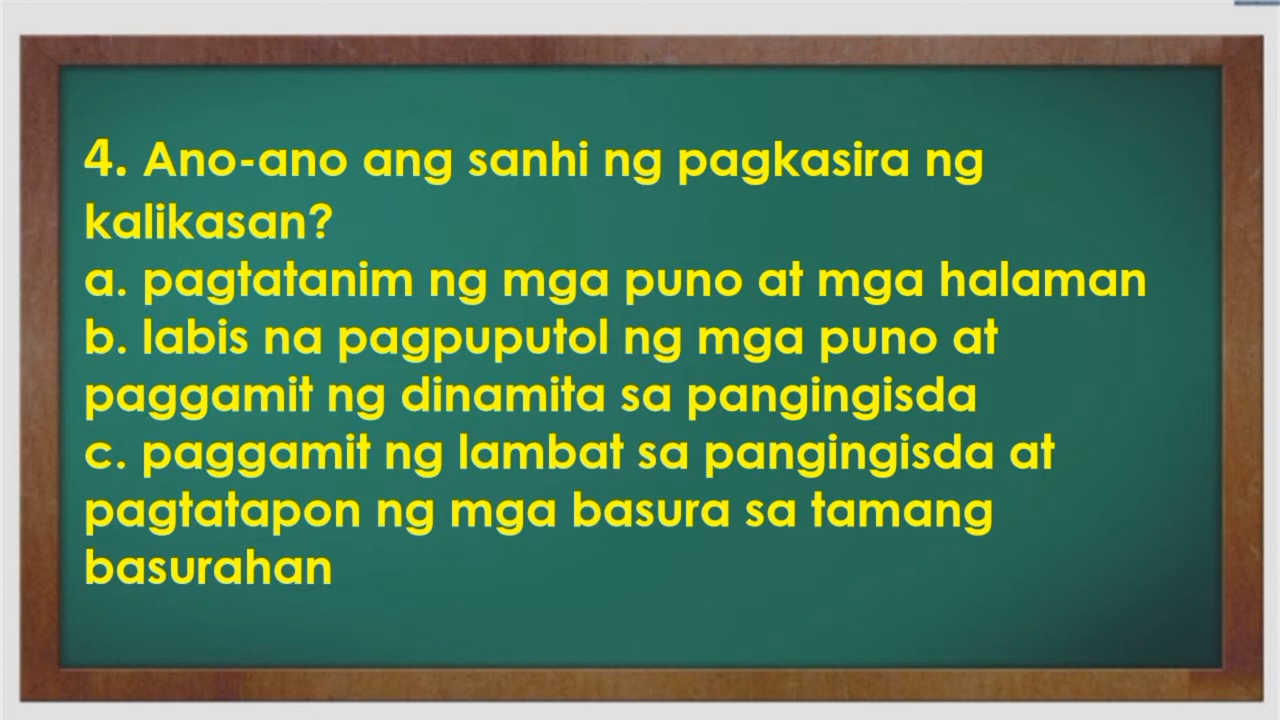 4. Ano-ano ang sanhi ng pagkasira ng
kalikasan?
a. pagtatanim ng mga puno at mga halaman
b. labis na pagpuputol ng mga puno at
paggamit ng dinamita sa pangingisda
c. paggamit ng lambat sa pangingisda at
pagtatapon ng mga basura sa tamang
basurahan